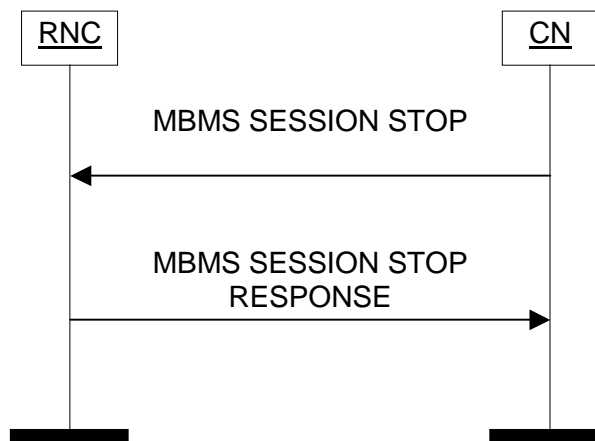 RNC
CN
MBMS SESSION STOP
MBMS SESSION STOP
RESPONSE